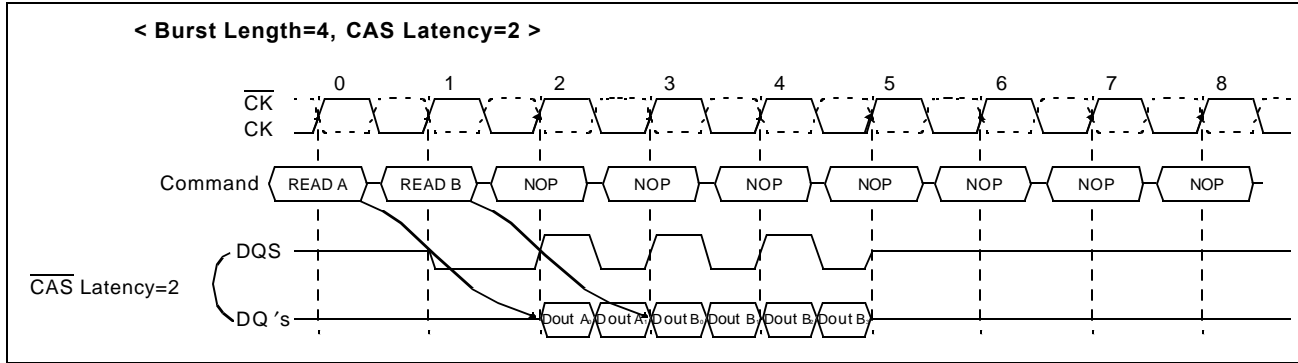 < Burst Length=4, CAS Latency=2 >
0 1 2 3 4 5 6 7 8
CK
CK
Command READ A READ B NOP NOP NOP NOP NOP NOP NOP
DQS
CAS Latency=2
DQ 's Dout A Dout A Dout B0 Dout B Dout B Dout B